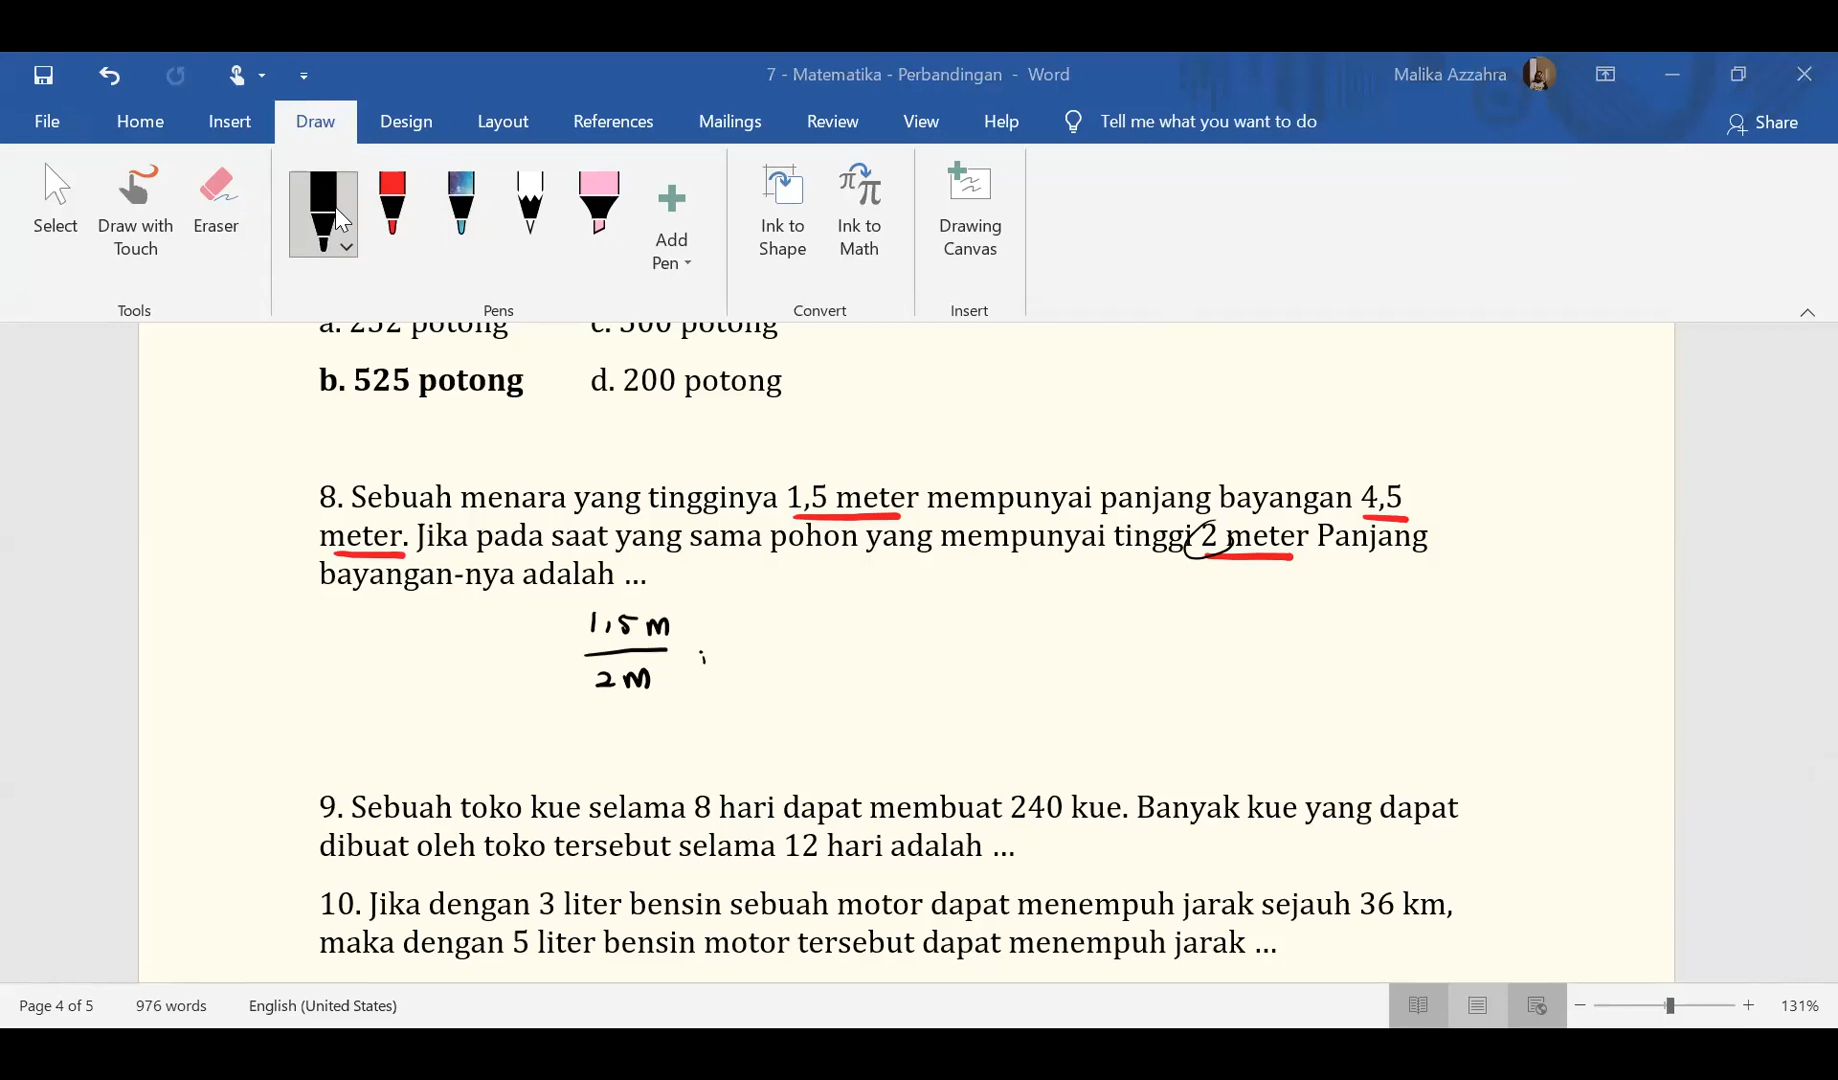 7 - Matematika - Perbandingan - Word
Malika Azzahra
File Home Insert Draw Design Layout References Mailings Review View Help Tell me what you want to do Share
Select Draw with Touch Eraser
Add Pen
Ink to Shape Ink to Math
Drawing Canvas
Tools Pens Convert Insert
a. 252 potong c. 300 potong
b. 525 potong d. 200 potong
8. Sebuah menara yang tingginya 1,5 meter mempunyai panjang bayangan 4,5
meter. Jika pada saat yang sama pohon yang mempunyai tinggi 2 meter Panjang
bayangan-nya adalah ...
1,5 m
2 m
9. Sebuah toko kue selama 8 hari dapat membuat 240 kue. Banyak kue yang dapat
dibuat oleh toko tersebut selama 12 hari adalah ...
10. Jika dengan 3 liter bensin sebuah motor dapat menempuh jarak sejauh 36 km,
maka dengan 5 liter bensin motor tersebut dapat menempuh jarak ...
Page 4 of 5 976 words English (United States) 131%